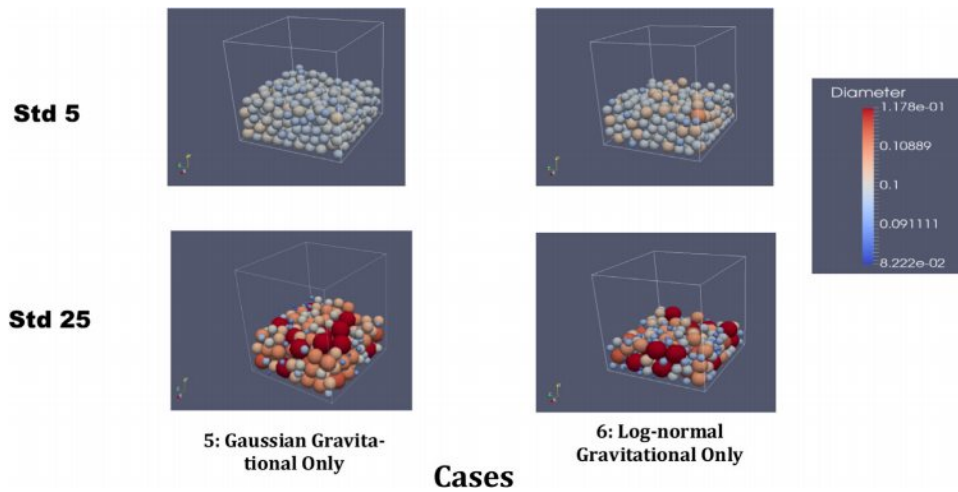 Std 5
Diameter
1.178e-01
0.10889
0.1
0.091111
8.222e-02
Std 25
5: Gaussian Gravita-
tional Only
6: Log-normal
Gravitational Only
Cases